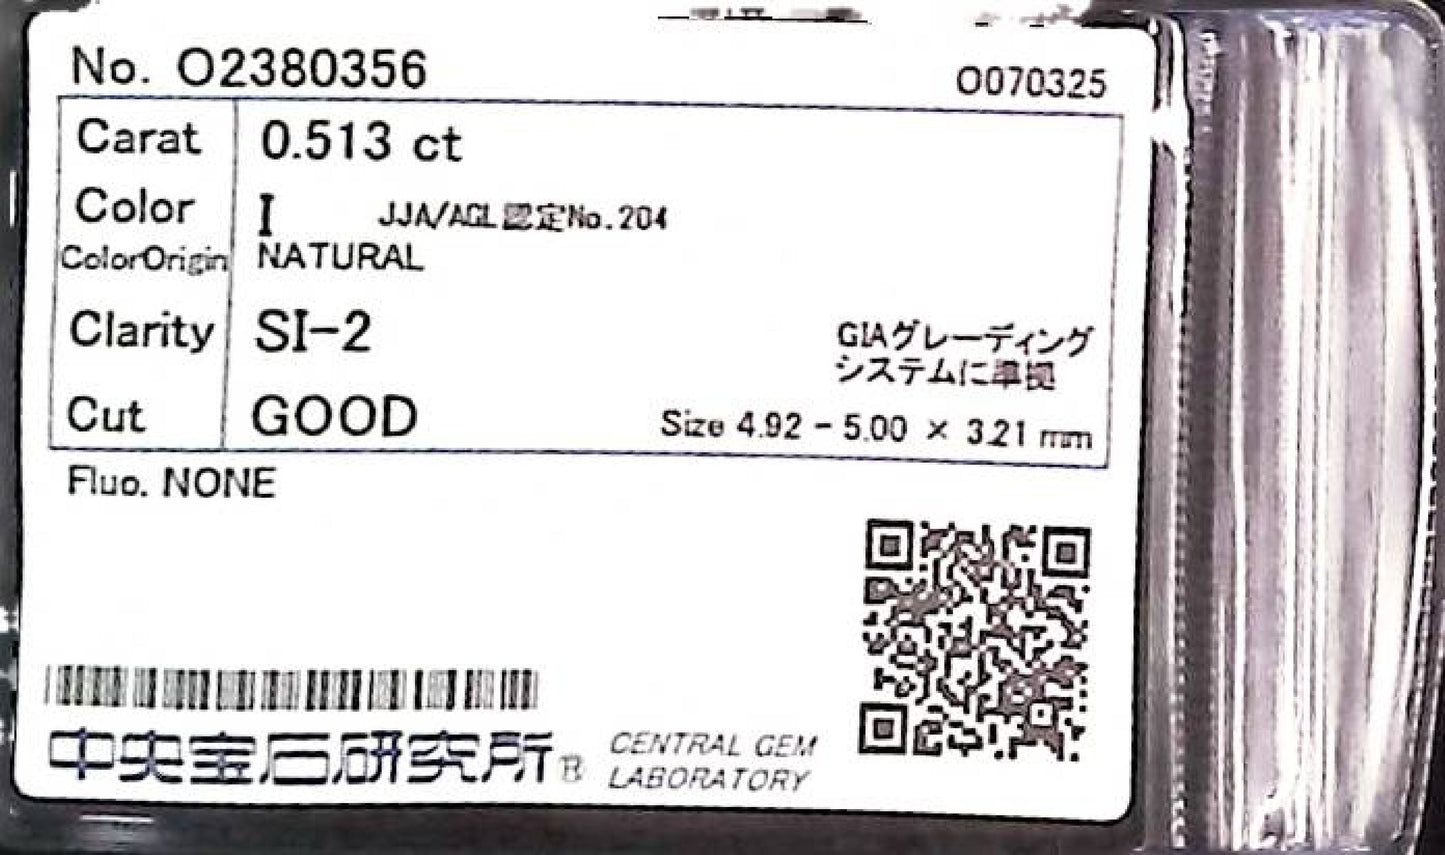 No. O2380356
O070325
Carat 0.513 ct
Color I JJA/AGL認定No.204
ColorOrigin NATURAL
Clarity SI-2
GIAグレーディング
システムに準拠
Cut GOOD
Size 4.92 - 5.00 × 3.21 mm
Fluo. NONE
中央宝石研究所®
CENTRAL GEM
LABORATORY